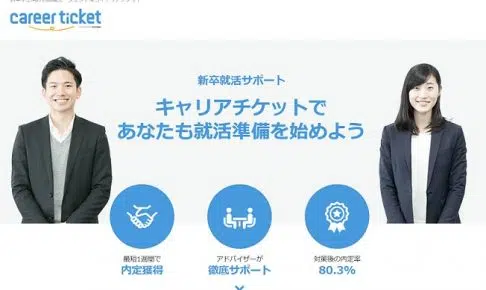 career ticket
新卒就活サポート
キャリアチケットで
あなたも就活準備を始めよう
最短1週間で
内定獲得
アドバイザーが
徹底サポート
対策後の内定率
80.3%